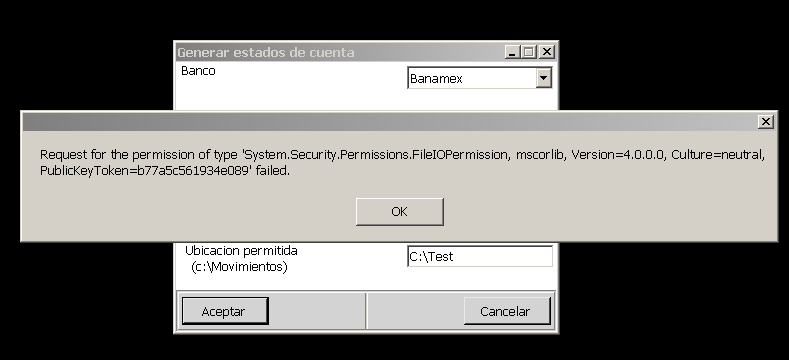 Generar estados de cuenta
Banco
Banamex
Request for the permission of type 'System.Security.Permissions.FileIOPermission, mscorlib, Version=4.0.0.0, Culture=neutral,
PublicKeyToken=b77a5c561934e089' failed.
OK
Ubicacion permitida
(c:\Movimientos)
C:\Test
Aceptar
Cancelar